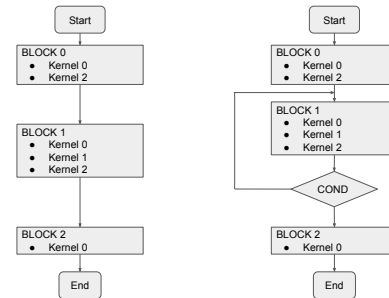 Start
BLOCK 0
● Kernel 0
● Kernel 2
BLOCK 1
● Kernel 0
● Kernel 1
● Kernel 2
BLOCK 2
● Kernel 0
End
Start
BLOCK 0
● Kernel 0
● Kernel 2
BLOCK 1
● Kernel 0
● Kernel 1
● Kernel 2
COND
BLOCK 2
● Kernel 0
End